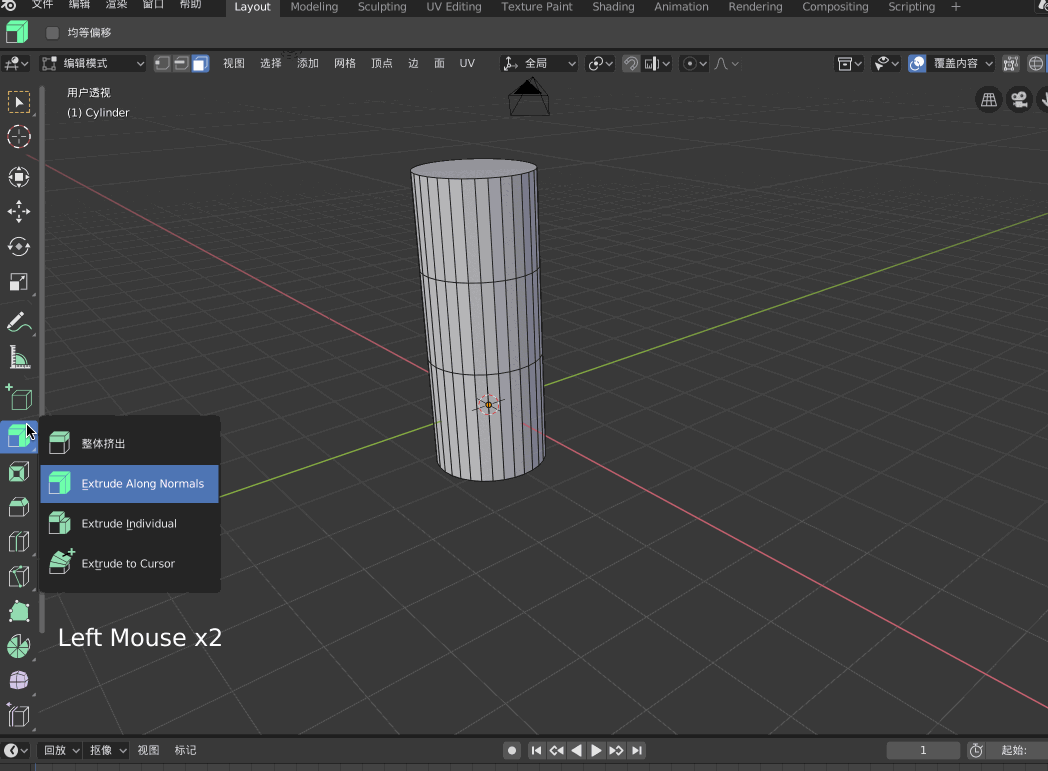 文件 编辑 渲染 窗口 帮助 Layout Modeling Sculpting UV Editing Texture Paint Shading Animation Rendering Compositing Scripting +
均等偏移
编辑模式 视图 选择 添加 网格 顶点 边 面 UV 全局 覆盖内容
用户透视
(1) Cylinder
整体挤出
Extrude Along Normals
Extrude Individual
Extrude to Cursor
Left Mouse x2
回放 抠像 视图 标记 1 起始: